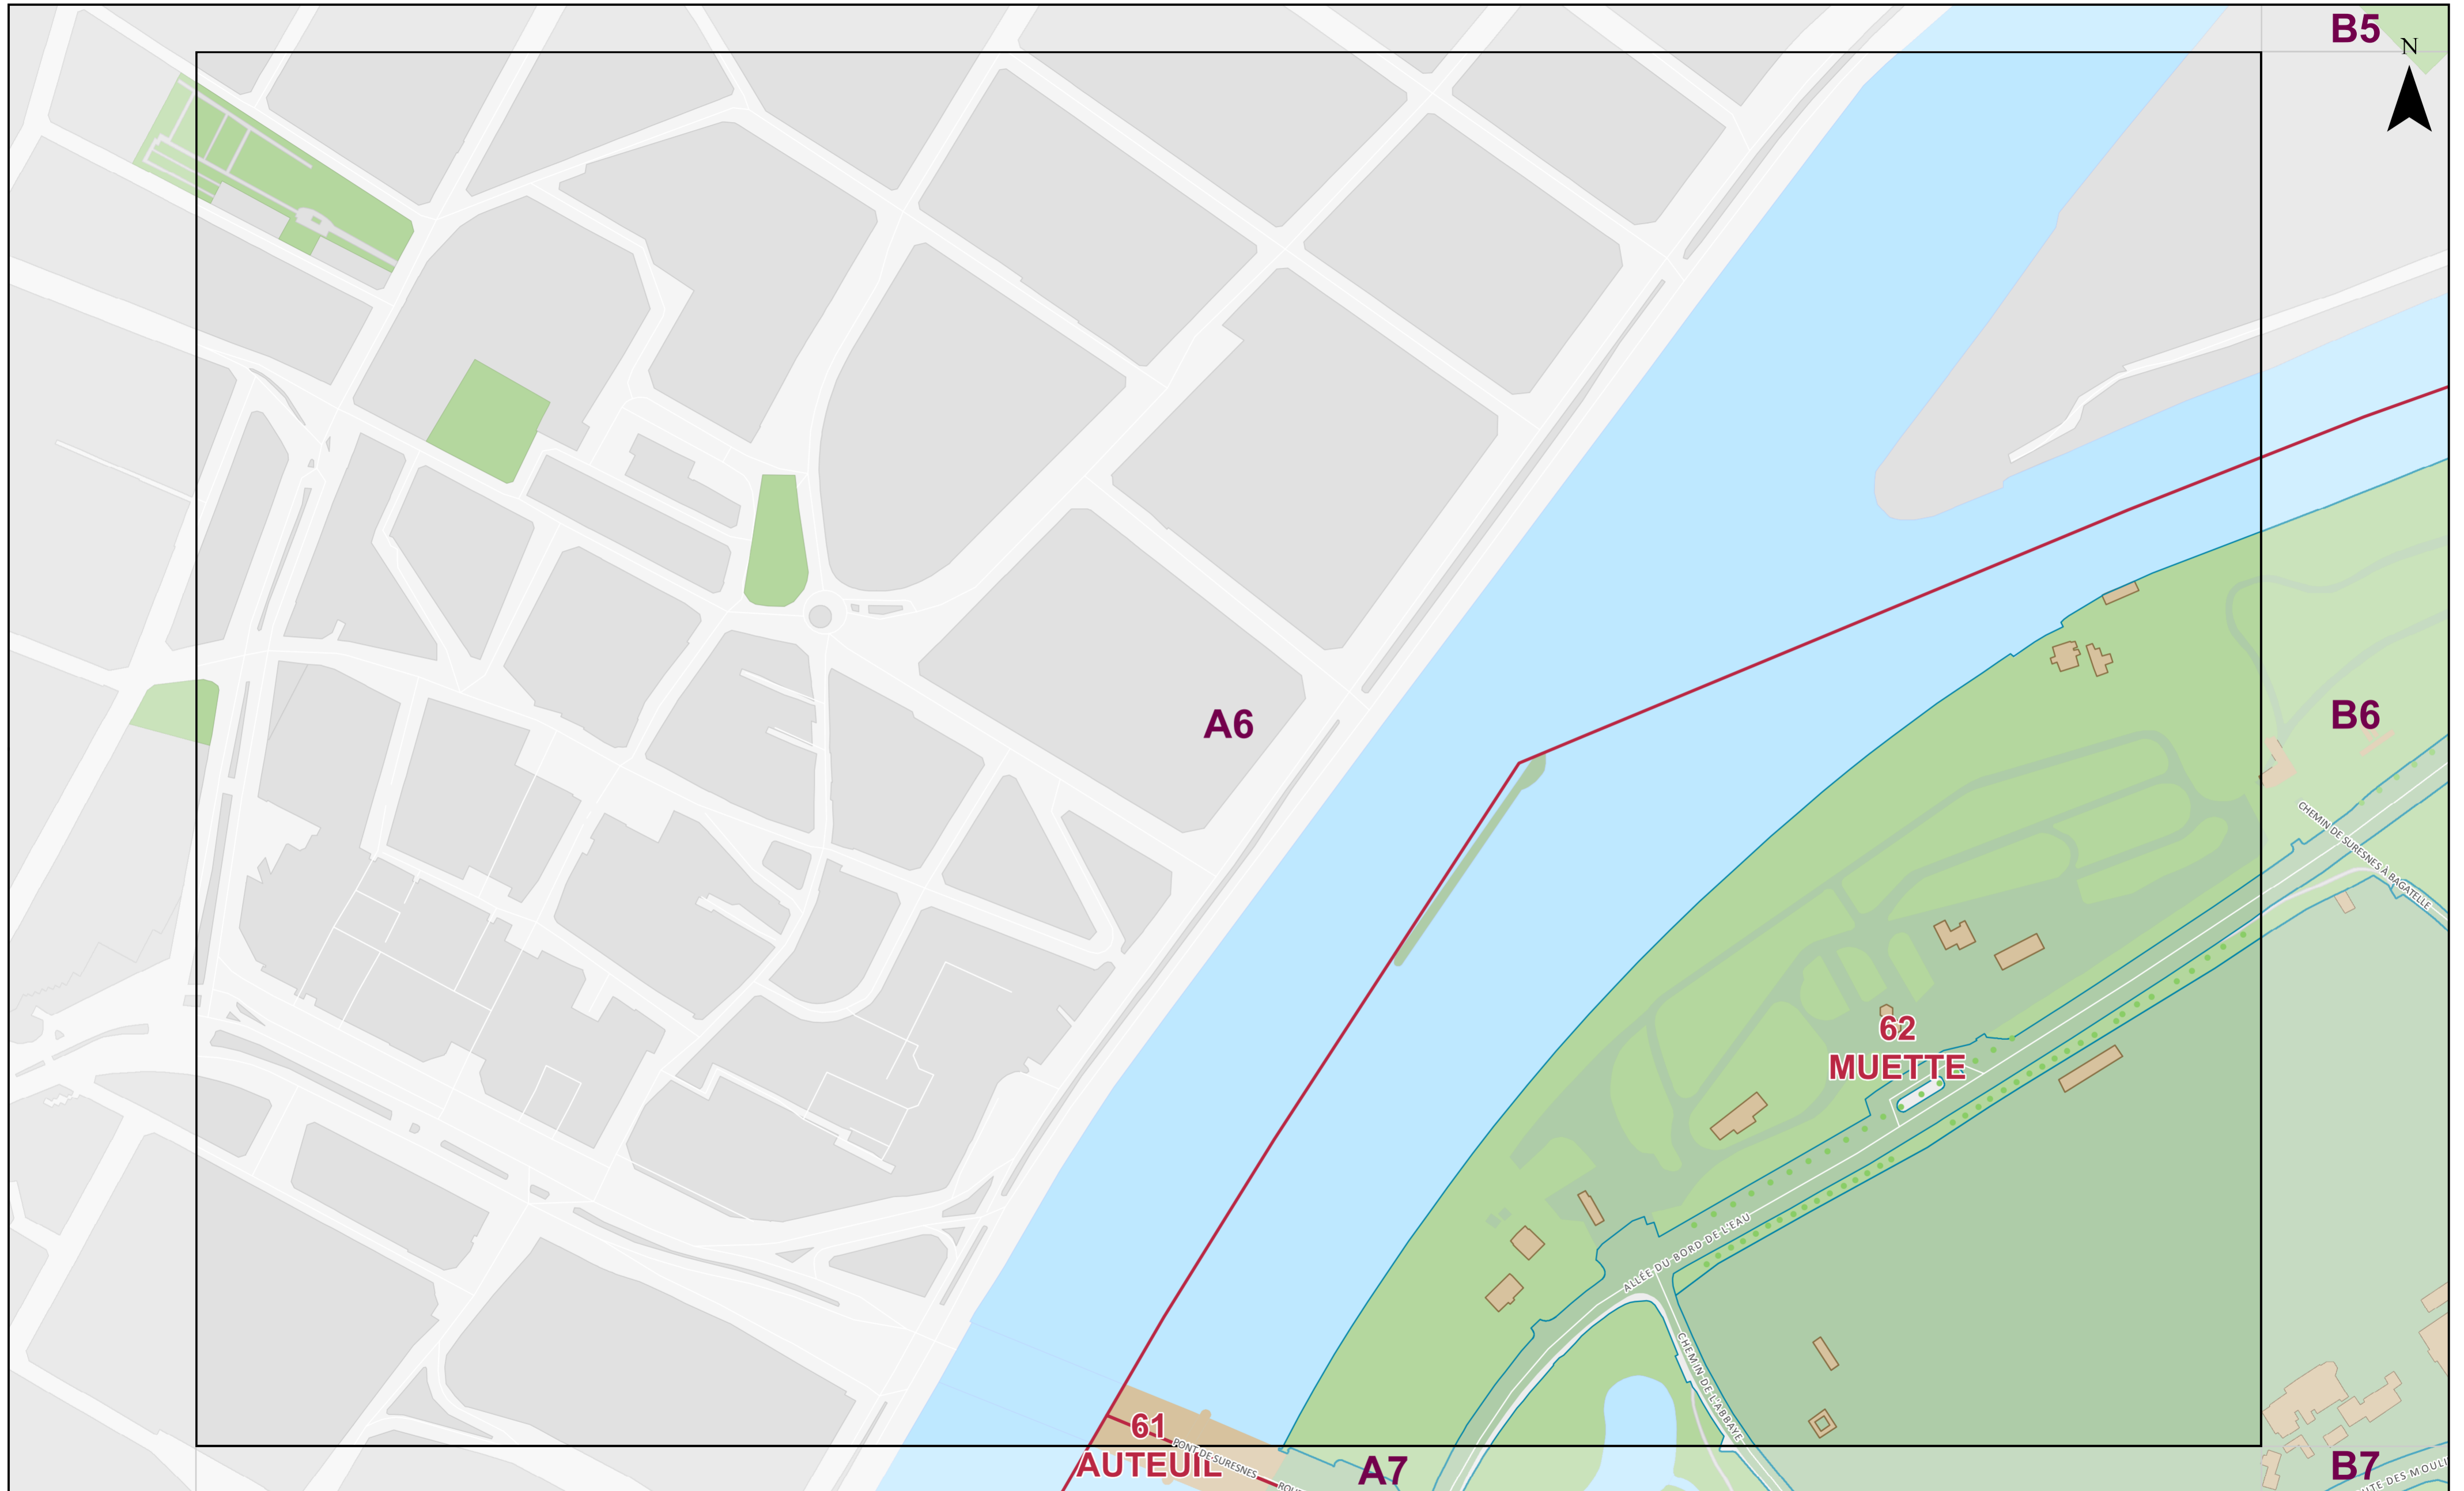 B5
N
A6
B6
CHEMIN DE SURESNES À BAGATELLE
62
MUETTE
ALLÉE DU BORD DE L'EAU
CHEMIN DE L'ABBAYE
61
AUTEUIL
PONT DE SURESNES
A7
B7